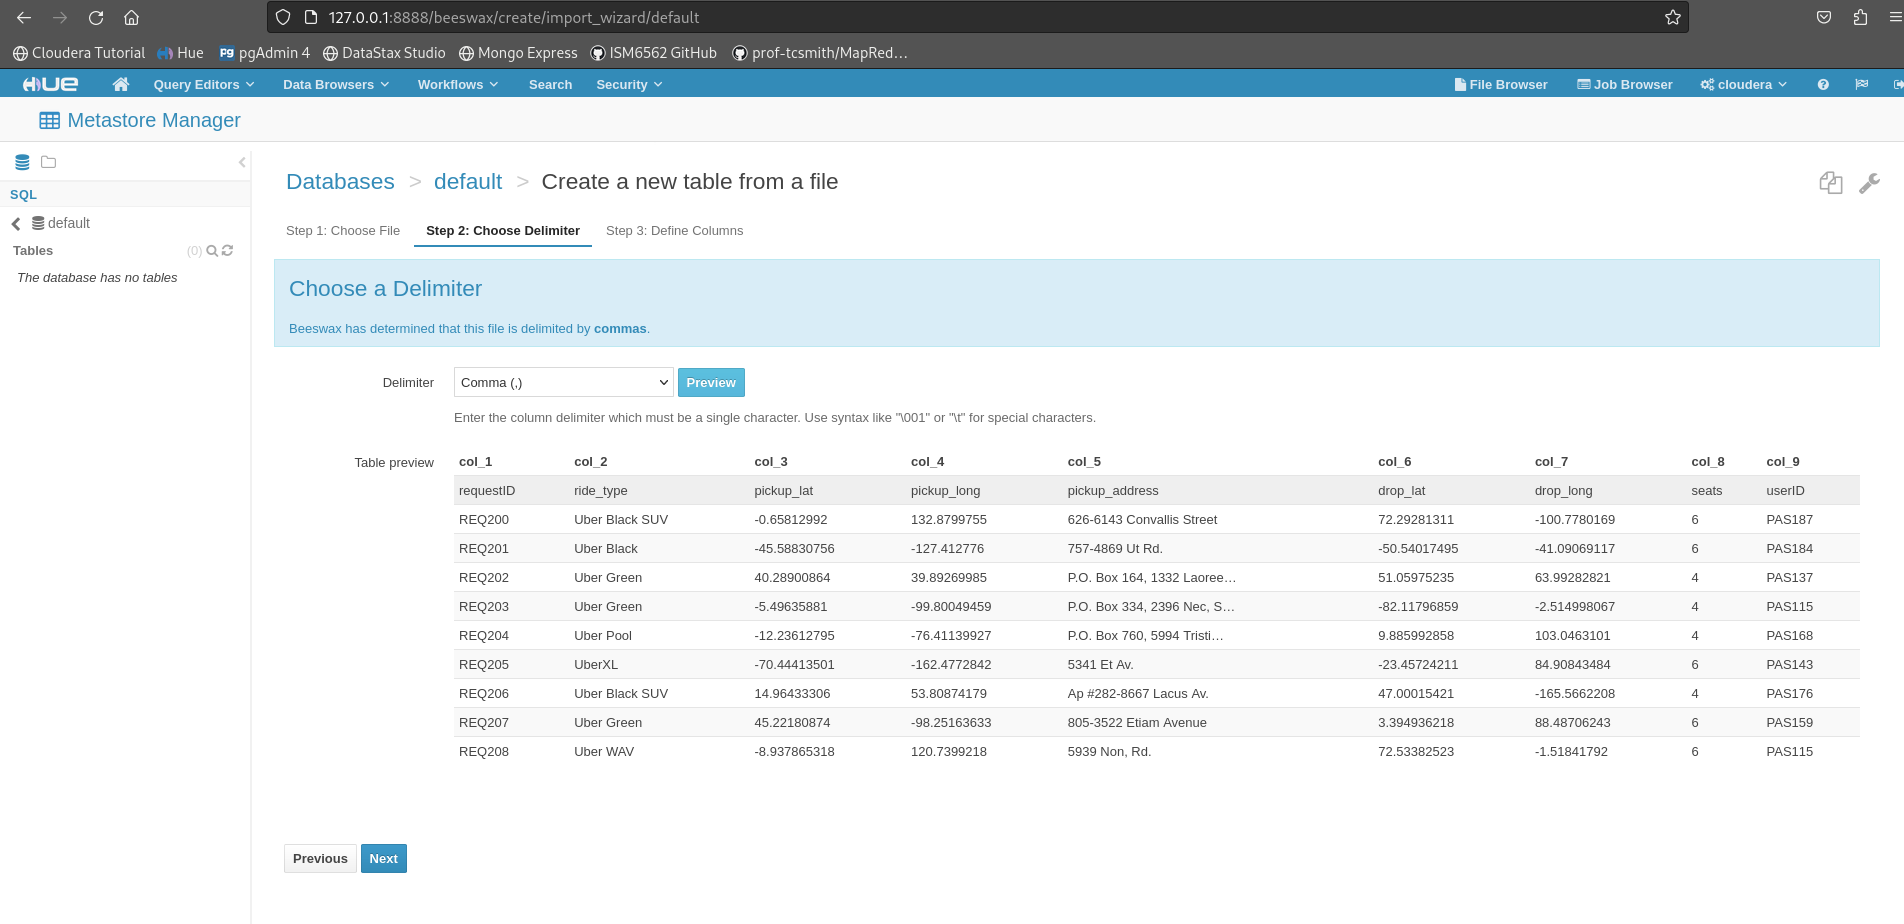 127.0.0.1:8888/beeswax/create/import_wizard/default
Cloudera Tutorial Hue pgAdmin 4 DataStax Studio Mongo Express ISM6562 GitHub prof-tcsmith/MapRed…
HUE Query Editors Data Browsers Workflows Search Security File Browser Job Browser cloudera
Metastore Manager
SQL
default
Tables (0)
The database has no tables
Databases > default > Create a new table from a file
Step 1: Choose File Step 2: Choose Delimiter Step 3: Define Columns
Choose a Delimiter
Beeswax has determined that this file is delimited by commas.
Delimiter Comma (,) Preview
Enter the column delimiter which must be a single character. Use syntax like "\001" or "\t" for special characters.
Table preview col_1 col_2 col_3 col_4 col_5 col_6 col_7 col_8 col_9
requestID ride_type pickup_lat pickup_long pickup_address drop_lat drop_long seats userID
REQ200 Uber Black SUV -0.65812992 132.8799755 626-6143 Convallis Street 72.29281311 -100.7780169 6 PAS187
REQ201 Uber Black -45.58830756 -127.412776 757-4869 Ut Rd. -50.54017495 -41.09069117 6 PAS184
REQ202 Uber Green 40.28900864 39.89269985 P.O. Box 164, 1332 Laoree… 51.05975235 63.99282821 4 PAS137
REQ203 Uber Green -5.49635881 -99.80049459 P.O. Box 334, 2396 Nec, S… -82.11796859 -2.514998067 4 PAS115
REQ204 Uber Pool -12.23612795 -76.41139927 P.O. Box 760, 5994 Tristi… 9.885992858 103.0463101 4 PAS168
REQ205 UberXL -70.44413501 -162.4772842 5341 Et Av. -23.45724211 84.90843484 6 PAS143
REQ206 Uber Black SUV 14.96433306 53.80874179 Ap #282-8667 Lacus Av. 47.00015421 -165.5662208 4 PAS176
REQ207 Uber Green 45.22180874 -98.25163633 805-3522 Etiam Avenue 3.394936218 88.48706243 6 PAS159
REQ208 Uber WAV -8.937865318 120.7399218 5939 Non, Rd. 72.53382523 -1.51841792 6 PAS115
Previous Next